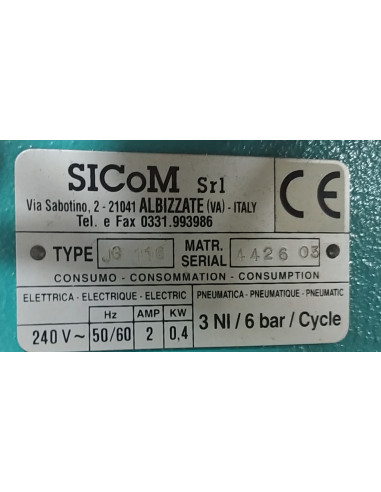 SICoM Srl
Via Sabotino, 2 - 21041 ALBIZZATE (VA) - ITALY
Tel. e Fax 0331.993986
CE
TYPE
MATR. SERIAL 4426 03
CONSUMO - CONSOMMATION - CONSUMPTION
ELETTRICA - ELECTRIQUE - ELECTRIC
PNEUMATICA - PNEUMATIQUE - PNEUMATIC
Hz AMP KW
240 V ~ 50/60 2 0,4
3 Nl / 6 bar / Cycle